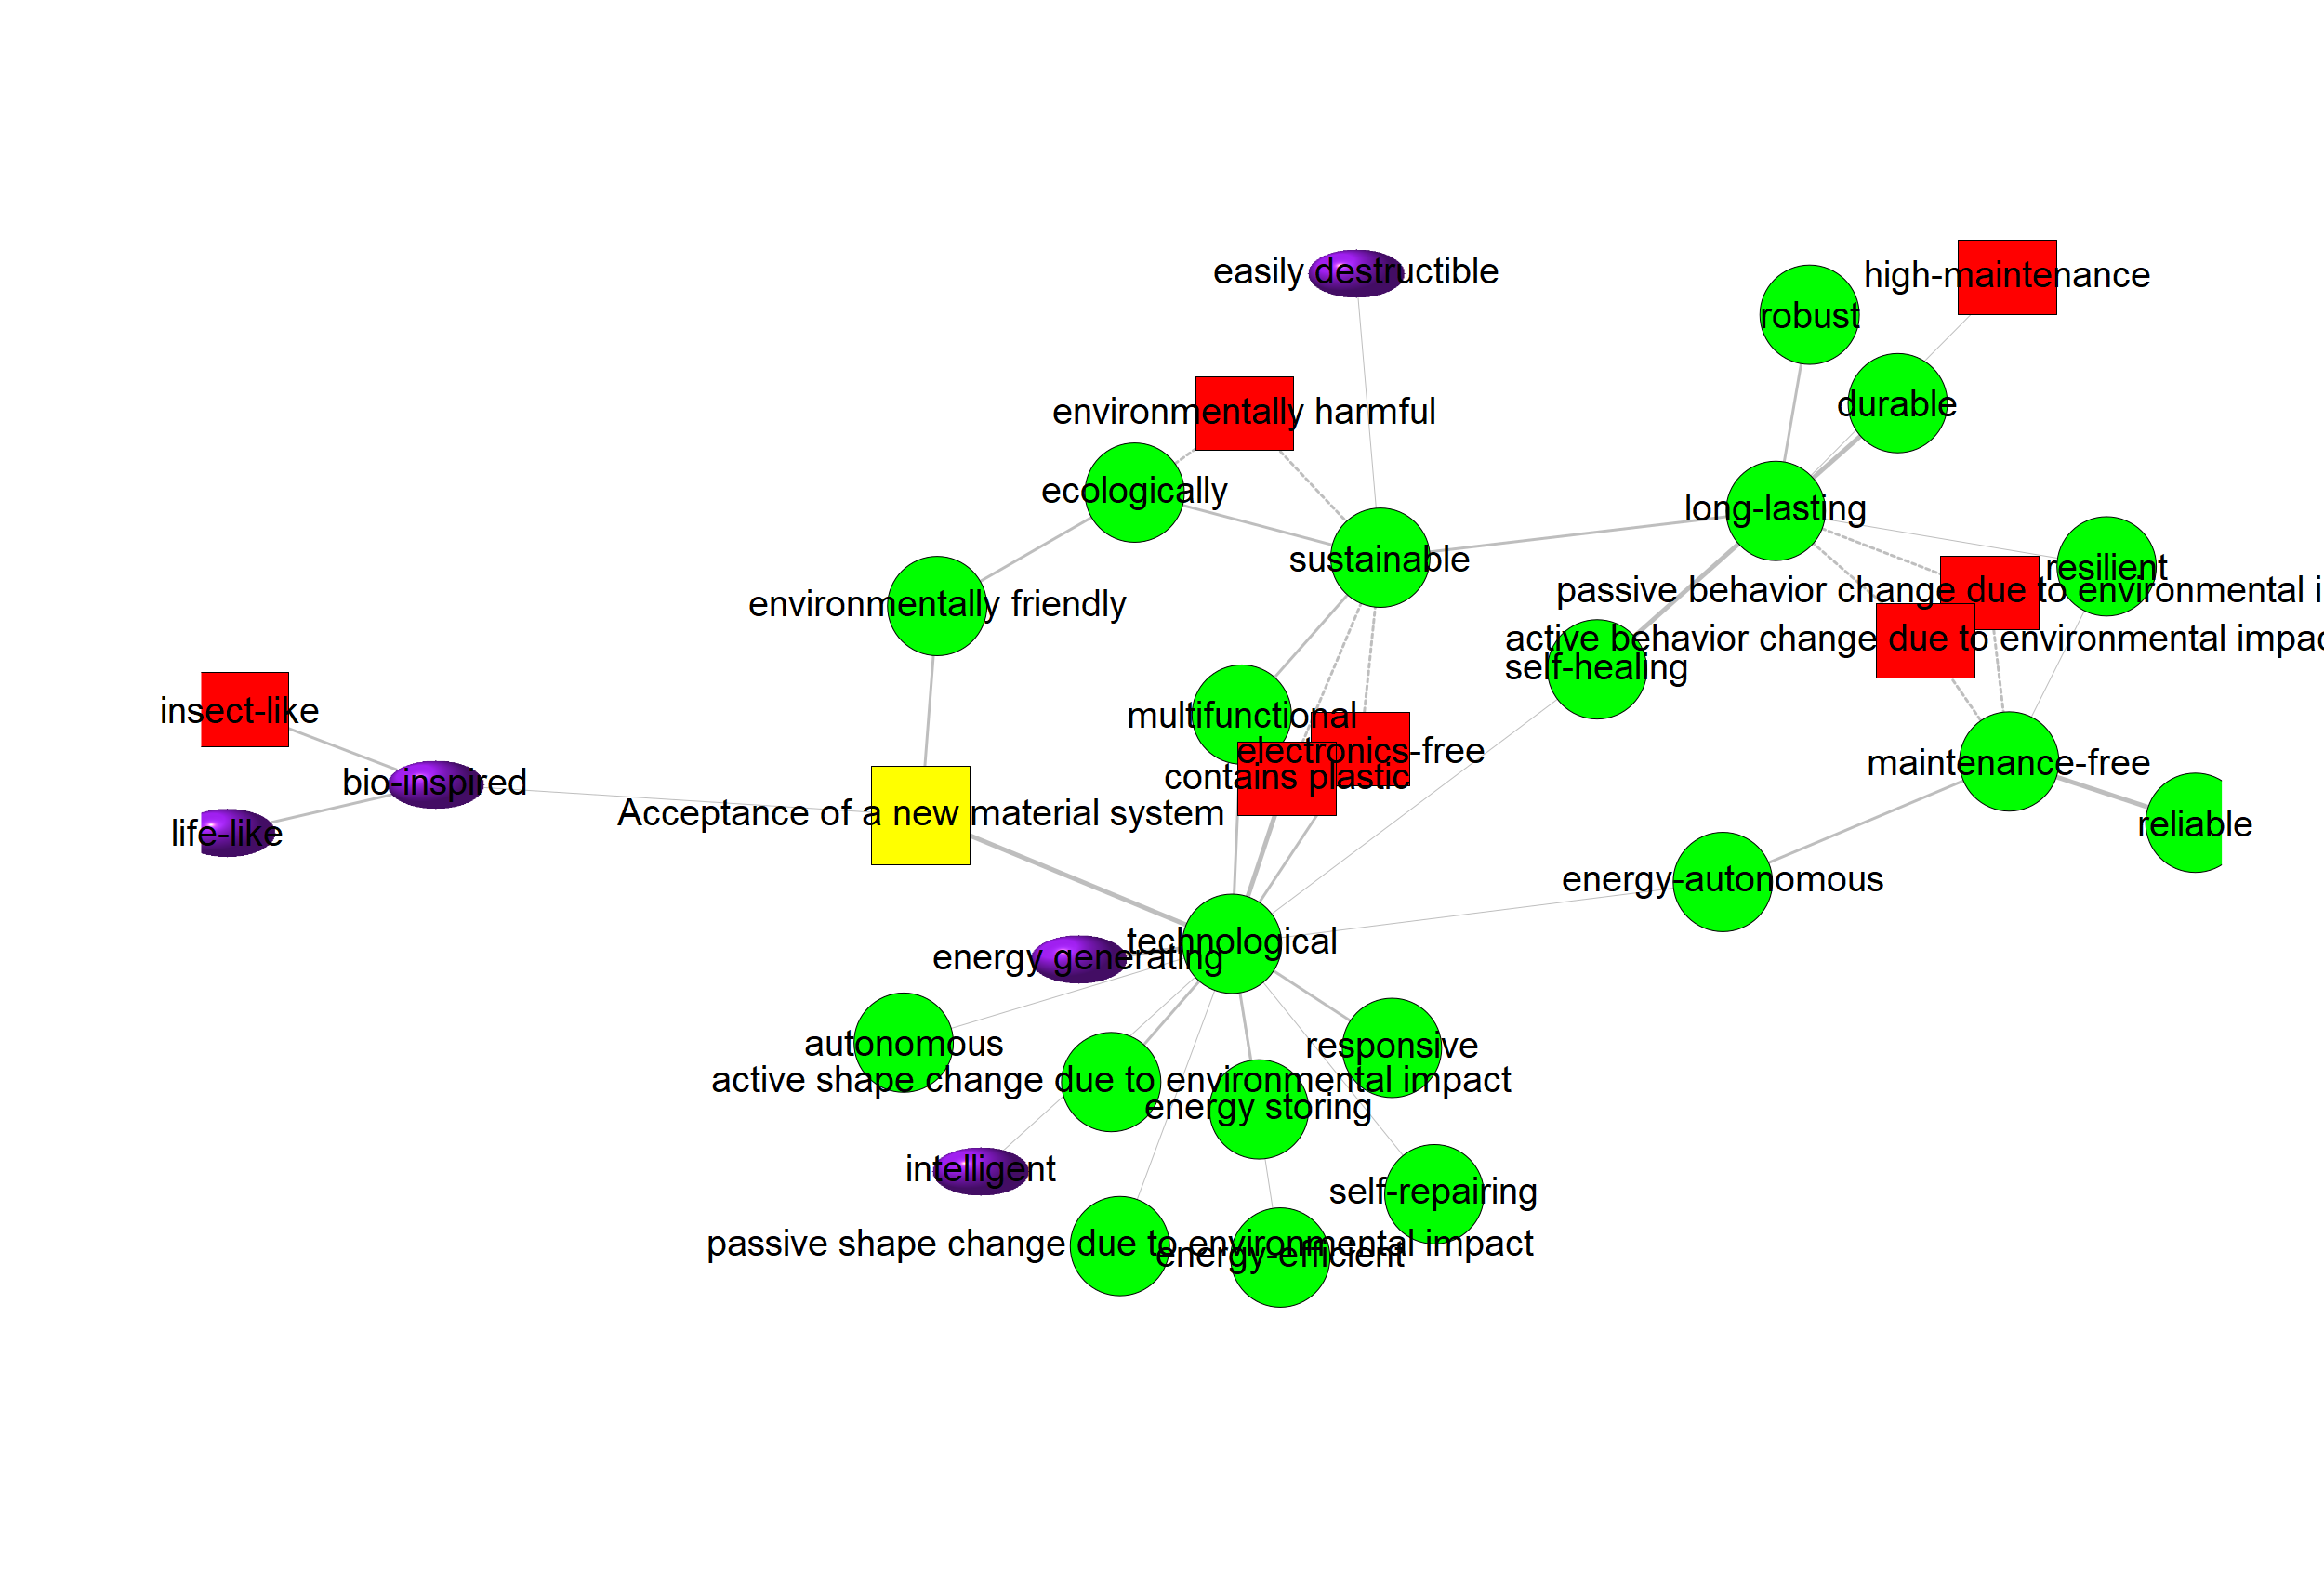 easily destructible
high-maintenance
robust
durable
environmentally harmful
ecologically
long-lasting
sustainable
resilient
passive behavior change due to environmental i
environmentally friendly
active behavior change due to environmental impac
self-healing
insect-like
multifunctional
electronics-free
maintenance-free
contains plastic
bio-inspired
Acceptance of a new material system
reliable
life-like
energy-autonomous
technological
energy generating
autonomous
responsive
active shape change due to environmental impact
energy storing
intelligent
self-repairing
passive shape change due to environmental impact
energy-efficient